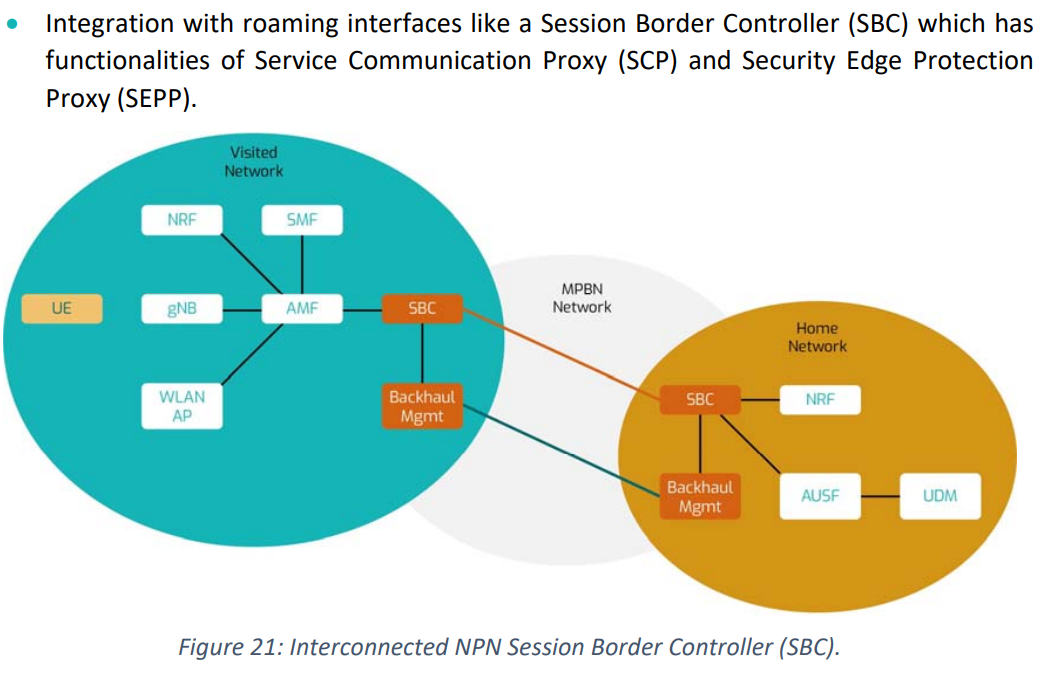 Integration with roaming interfaces like a Session Border Controller (SBC) which has
functionalities of Service Communication Proxy (SCP) and Security Edge Protection
Proxy (SEPP).
Visited
Network
NRF
SMF
UE
gNB
AMF
SBC
WLAN
AP
Backhaul
Mgmt
MPBN
Network
Home
Network
SBC
NRF
Backhaul
Mgmt
AUSF
UDM
Figure 21: Interconnected NPN Session Border Controller (SBC).